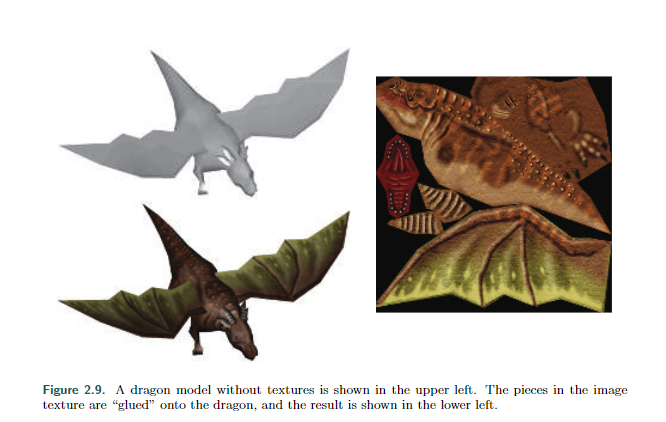 Figure 2.9. A dragon model without textures is shown in the upper left. The pieces in the image
texture are “glued” onto the dragon, and the result is shown in the lower left.